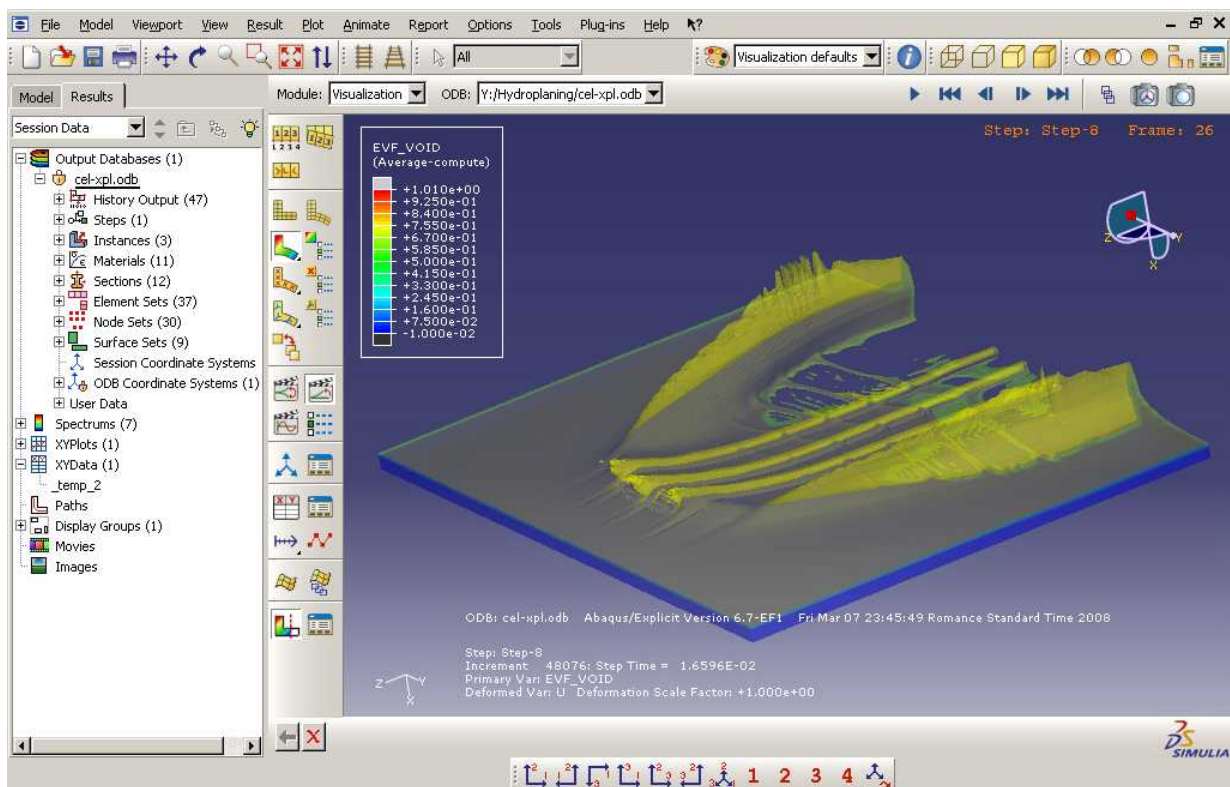 File Model Viewport View Result Plot Animate Report Options Tools Plug-ins Help
All
Visualization defaults
Model Results
Module: Visualization ODB: Y:/Hydroplaning/cel-xpl.odb
Session Data
Output Databases (1)
cel-xpl.odb
History Output (47)
Steps (1)
Instances (3)
Materials (11)
Sections (12)
Element Sets (37)
Node Sets (30)
Surface Sets (9)
Session Coordinate Systems
ODB Coordinate Systems (1)
User Data
Spectrums (7)
XYPlots (1)
XYData (1)
_temp_2
Paths
Display Groups (1)
Movies
Images
EVF_VOID
(Average-compute)
+1.010e+00
+9.250e-01
+8.400e-01
+7.550e-01
+6.700e-01
+5.850e-01
+5.000e-01
+4.150e-01
+3.300e-01
+2.450e-01
+1.600e-01
+7.500e-02
-1.000e-02
Step: Step-8 Frame: 26
Z Y
X
ODB: cel-xpl.odb Abaqus/Explicit Version 6.7-EF1 Fri Mar 07 23:45:49 Romance Standard Time 2008
Step: Step-8
Increment 48076: Step Time = 1.6596E-02
Primary Var: EVF_VOID
Deformed Var: U Deformation Scale Factor: +1.000e+00
Z Y
X
SIMULIA
1 2 3 4